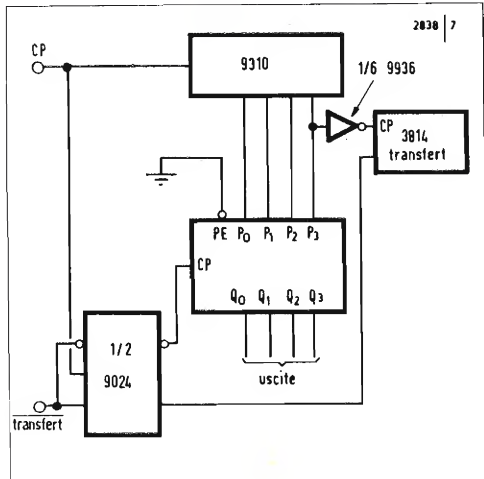 2838 | 7
CP
9310
1/6 9936
CP 3814
transfert
PE P0 P1 P2 P3
CP
Q0 Q1 Q2 Q3
uscite
1/2
9024
transfert